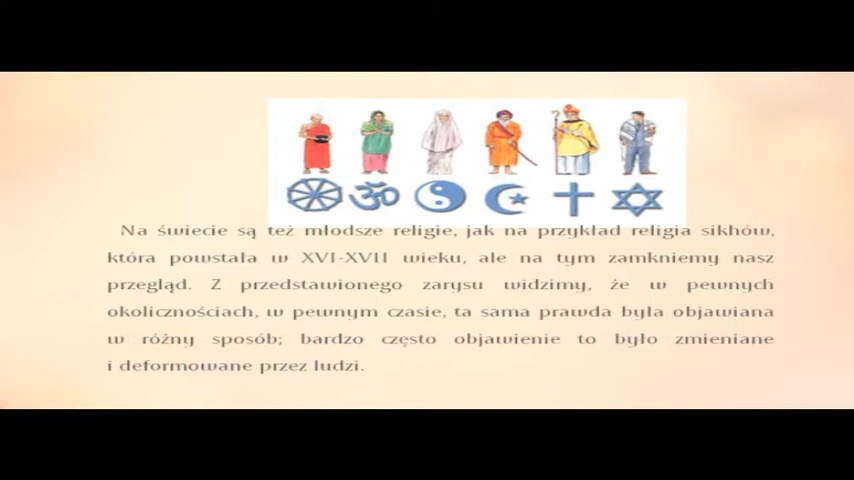 Na świecie są też młodsze religie, jak na przykład religia sikhów,
która powstała w XVI-XVII wieku, ale na tym zamkniemy nasz
przegląd. Z przedstawionego zarysu widzimy, że w pewnych
okolicznościach, w pewnym czasie, ta sama prawda była objawiana
w różny sposób; bardzo często objawienie to było zmieniane
i deformowane przez ludzi.